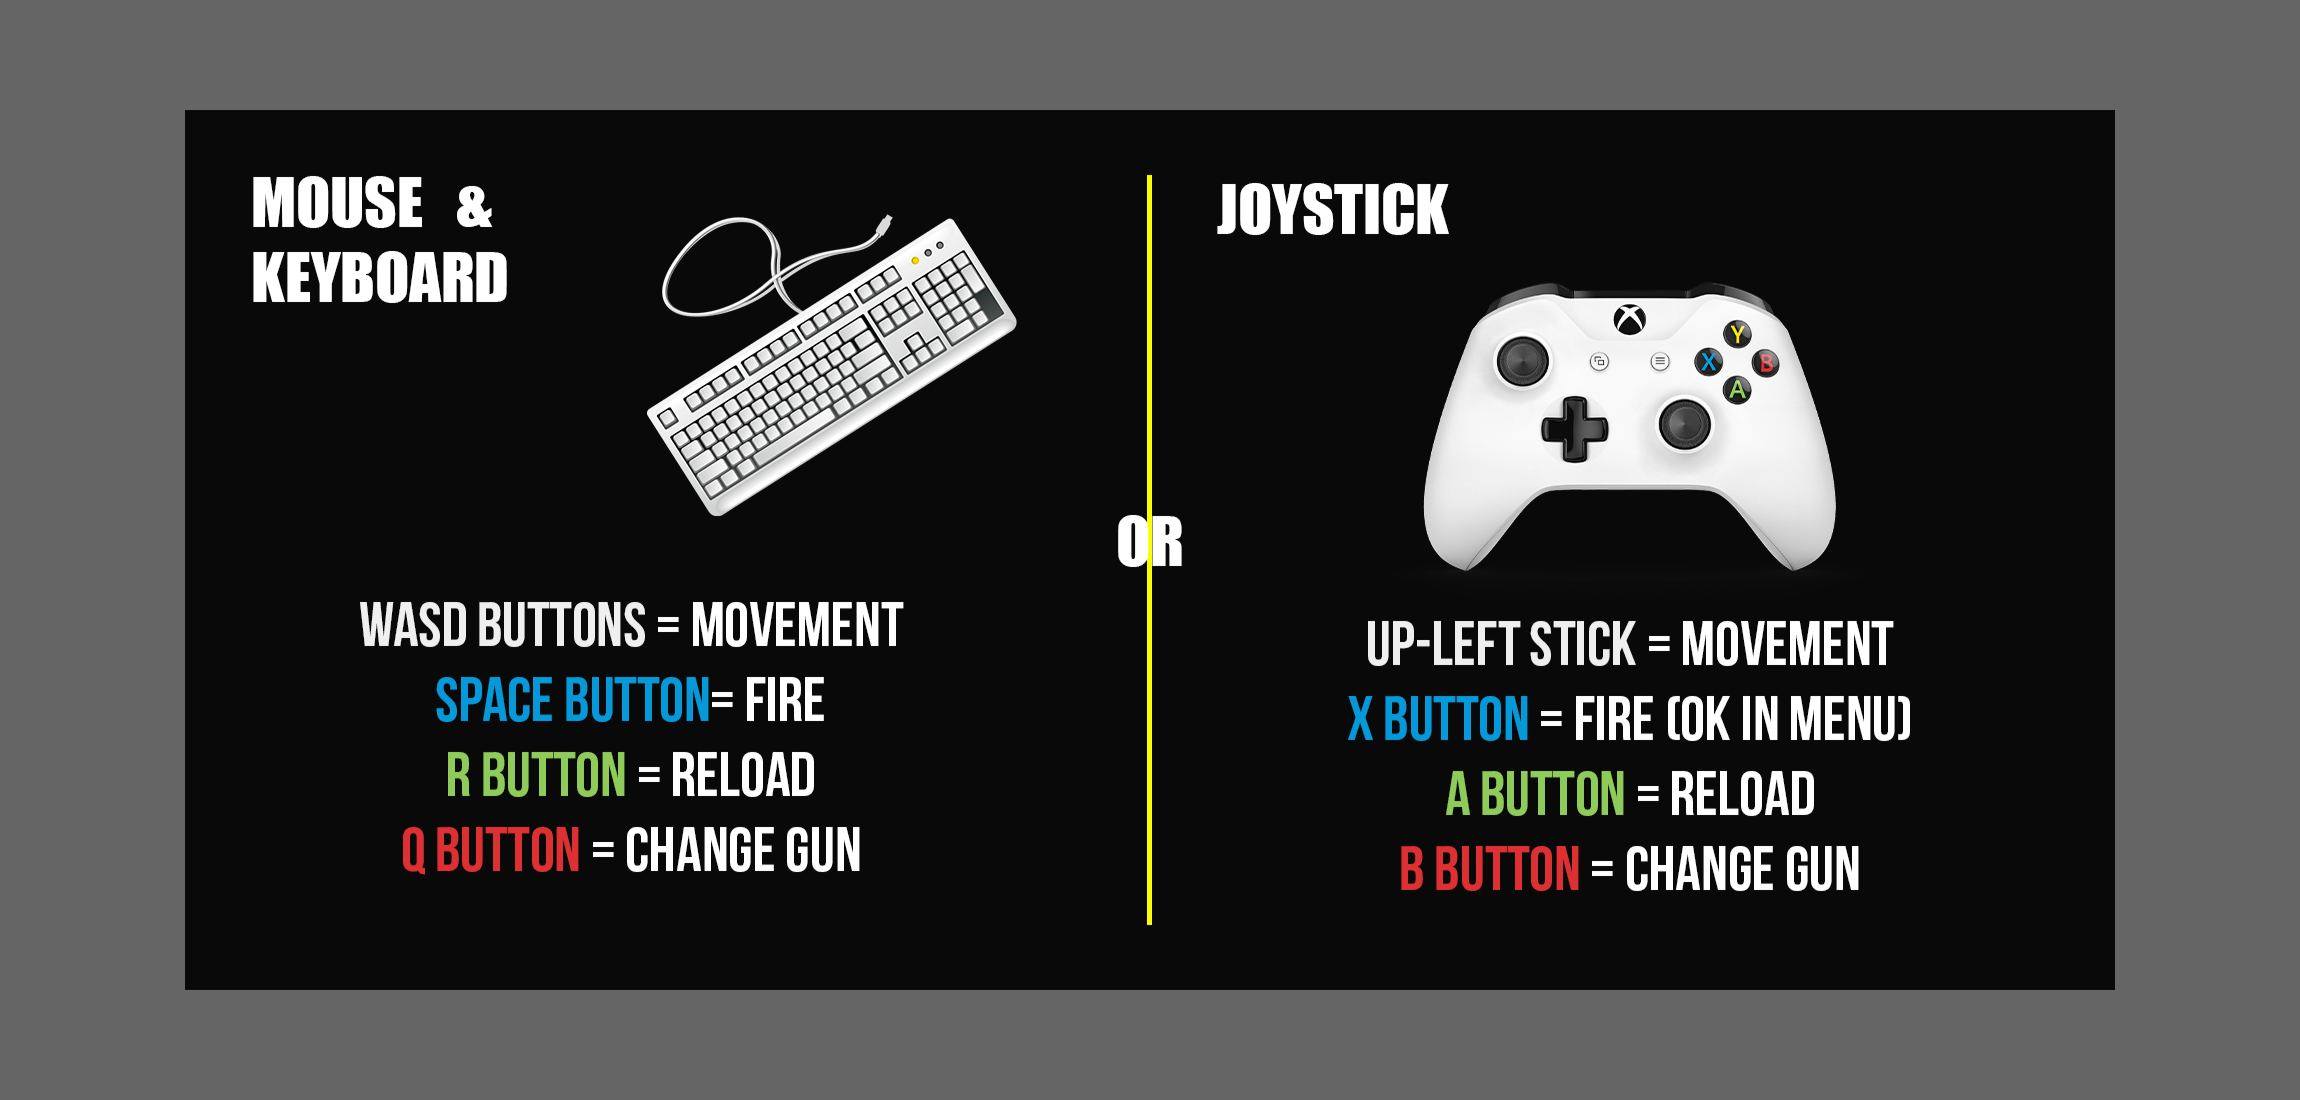 MOUSE &
KEYBOARD
WASD BUTTONS = MOVEMENT
SPACE BUTTON= FIRE
R BUTTON = RELOAD
Q BUTTON = CHANGE GUN
OR
JOYSTICK
Y
X B
A
UP-LEFT STICK = MOVEMENT
X BUTTON = FIRE (OK IN MENU)
A BUTTON = RELOAD
B BUTTON = CHANGE GUN